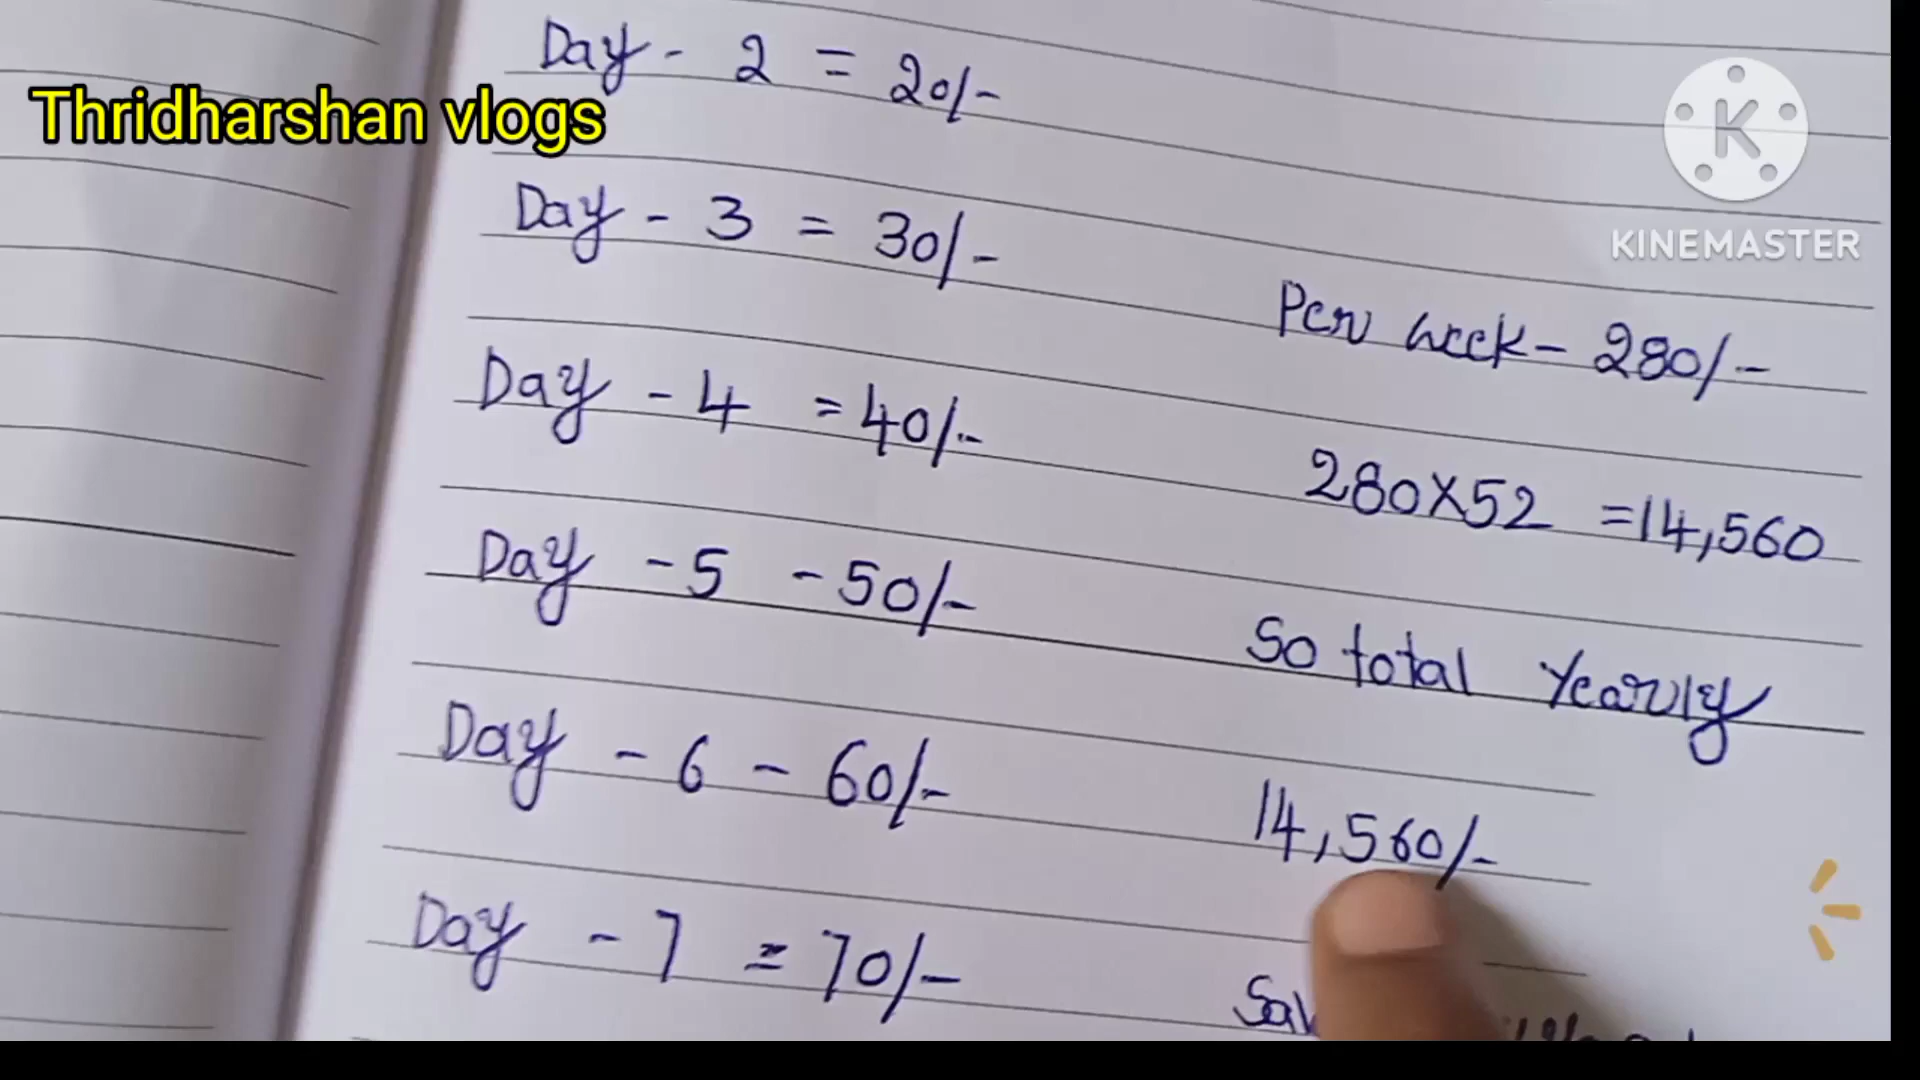 Day - 2 = 20/-
Thridharshan vlogs
KINEMASTER
Day - 3 = 30/-
Per week - 280/-
Day - 4 = 40/-
280X52 = 14,560
Day - 5 - 50/-
So total Yearly
Day - 6 - 60/-
14,560/-
Day - 7 = 70/-